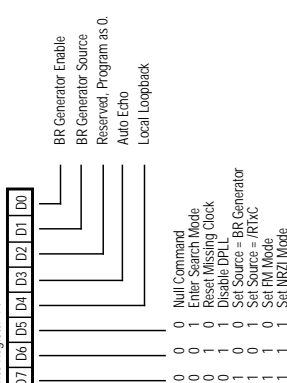 D7 D6 D5 D4 D3 D2 D1 D0
BR Generator Enable
BR Generator Source
Reserved, Program as 0.
Auto Echo
Local Loopback
0 0 0 Null Command
0 0 1 Enter Search Mode
0 1 0 Reset Missing Clock
0 1 1 Disable DPLL
1 0 0 Set Source = BR Generator
1 0 1 Set Source = /RTxC
1 1 0 Set FM Mode
1 1 1 Set NRZI Mode